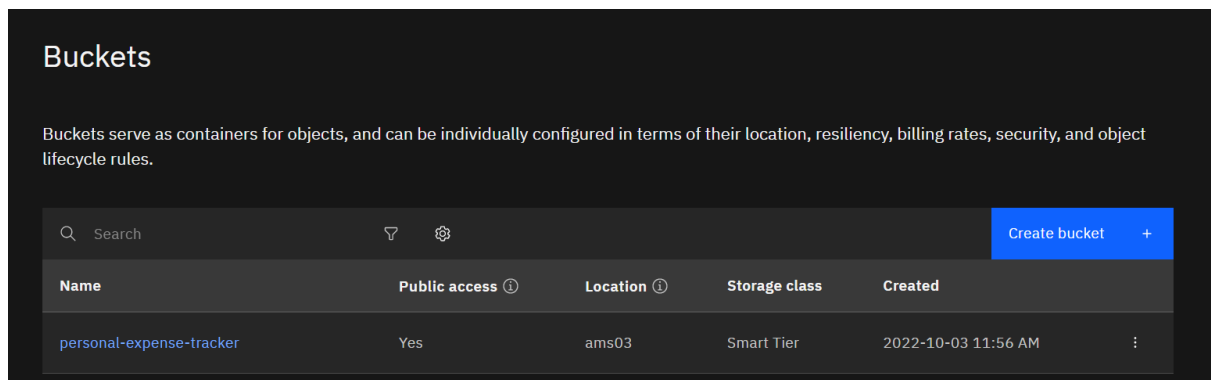 Buckets
Buckets serve as containers for objects, and can be individually configured in terms of their location, resiliency, billing rates, security, and object
lifecycle rules.
Search Create bucket +
Name Public access Location Storage class Created
personal-expense-tracker Yes ams03 Smart Tier 2022-10-03 11:56 AM